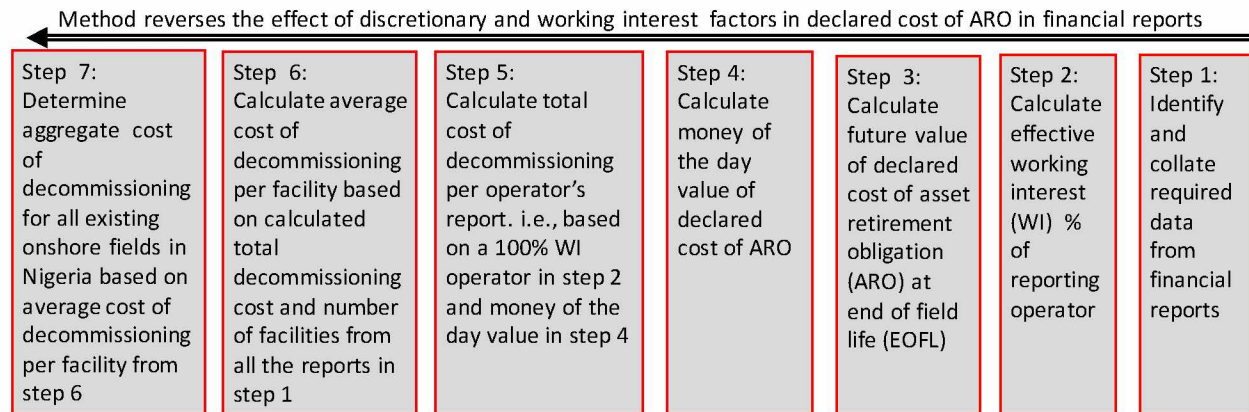 Method reverses the effect of discretionary and working interest factors in declared cost of ARO in financial reports
Step 7:
Determine
aggregate cost
of
decommissioning
for all existing
onshore fields in
Nigeria based on
average cost of
decommissioning
per facility from
step 6
Step 6:
Calculate average
cost of
decommissioning
per facility based
on calculated
total
decommissioning
cost and number
of facilities from
all the reports in
step 1
Step 5:
Calculate total
cost of
decommissioning
per operator's
report. i.e., based
on a 100% WI
operator in step 2
and money of the
day value in step 4
Step 4:
Calculate
money of
the day
value of
declared
cost of ARO
Step 3:
Calculate
future value
of declared
cost of asset
retirement
obligation
(ARO) at
end of field
life (EOFL)
Step 2:
Calculate
effective
working
interest
(WI) %
of
reporting
operator
Step 1:
Identify
and
collate
required
data
from
financial
reports